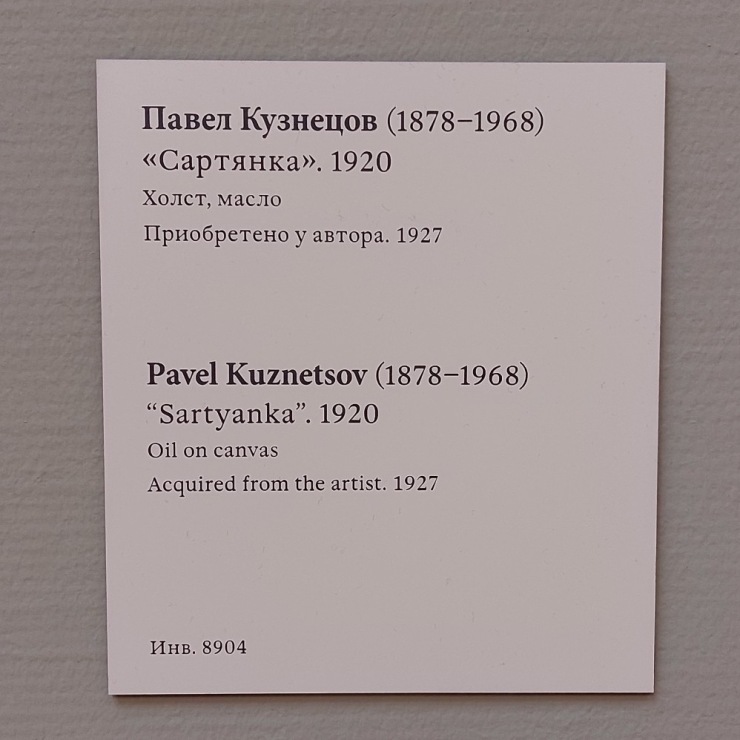 Павел Кузнецов (1878–1968)
«Сартянка». 1920
Холст, масло
Приобретено у автора. 1927
Pavel Kuznetsov (1878–1968)
“Sartyanka”. 1920
Oil on canvas
Acquired from the artist. 1927
Инв. 8904